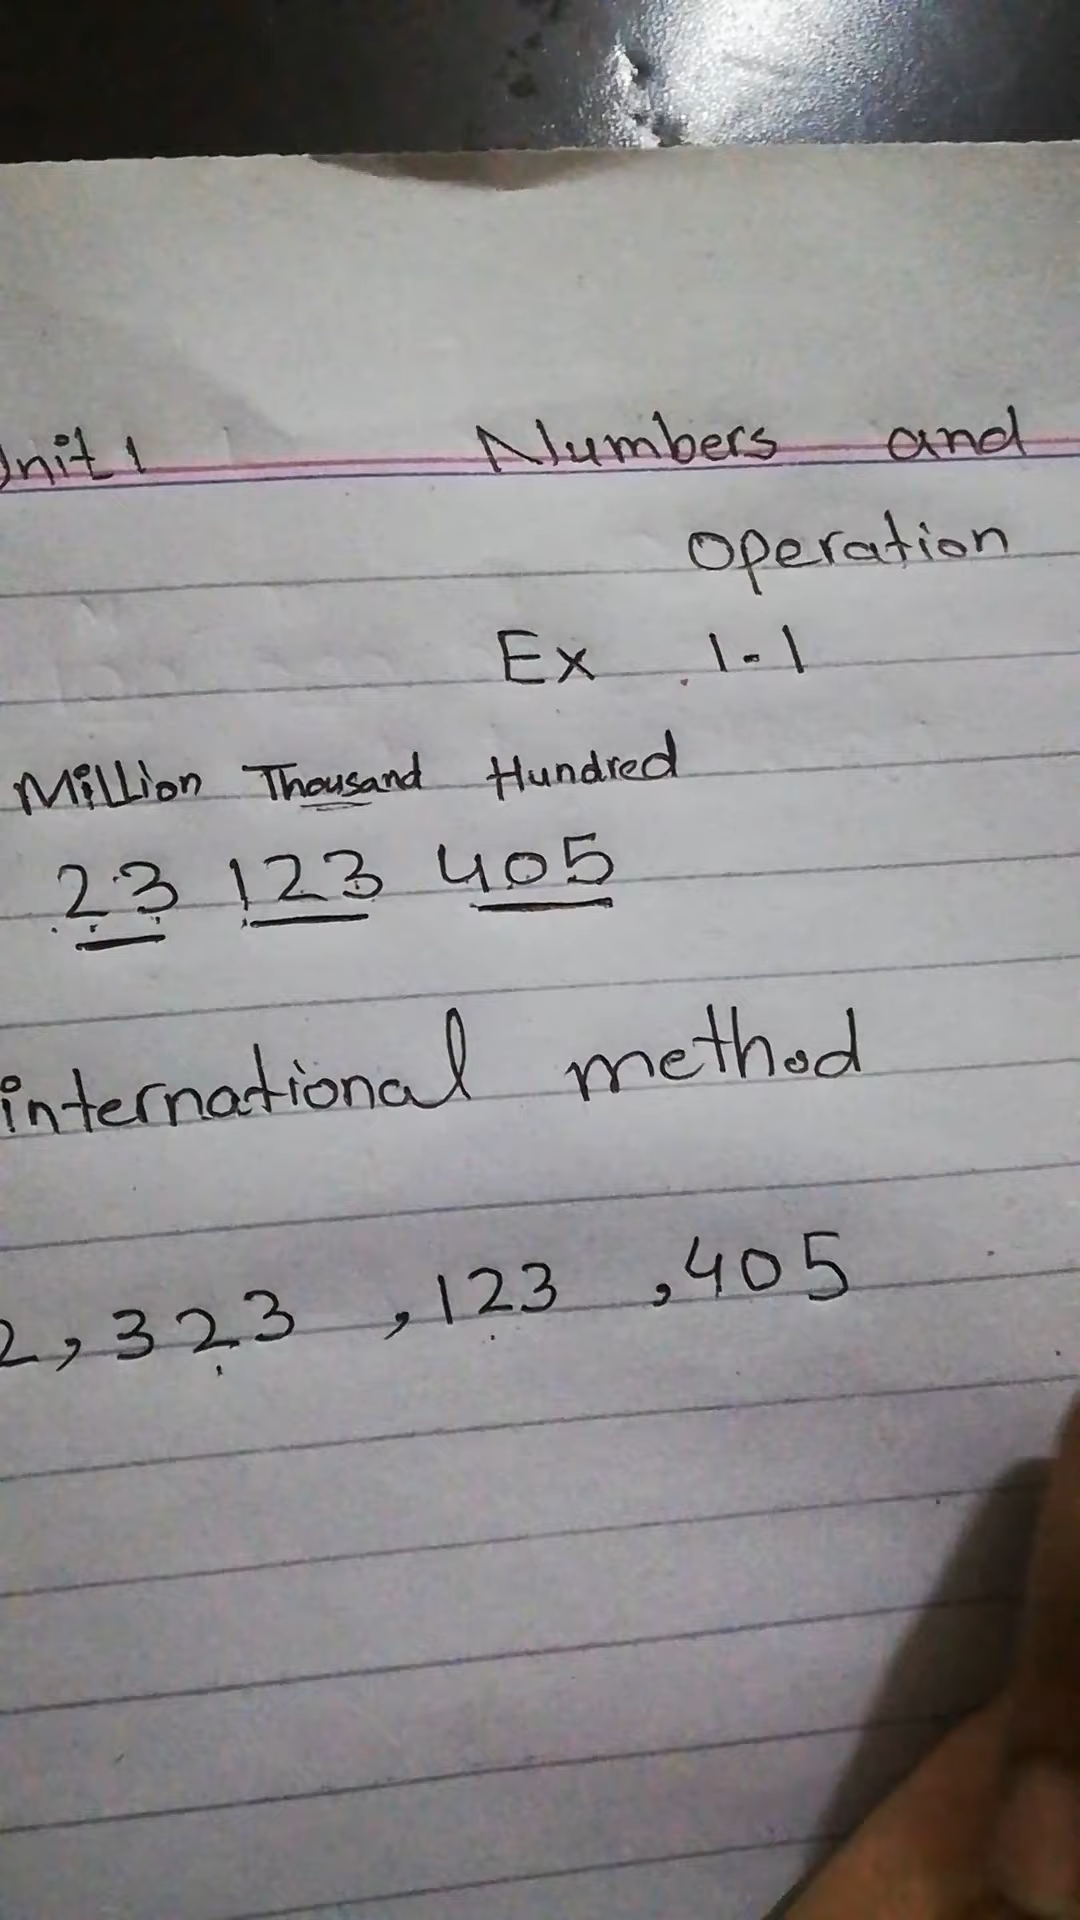 Unit 1 Numbers and
Operation
Ex 1.1
Million Thousand Hundred
23 123 405
international method
2,323,123,405